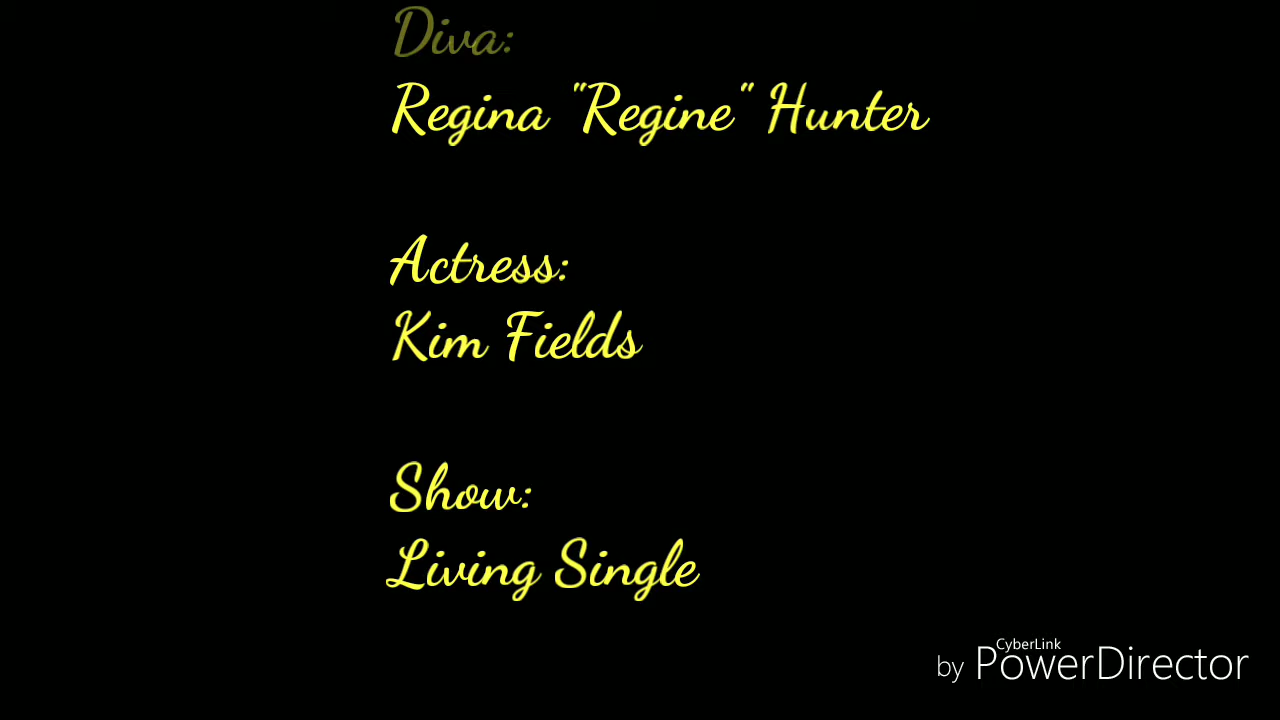 Diva:
Regina "Regine" Hunter
Actress:
Kim Fields
Show:
Living Single
CyberLink
by PowerDirector